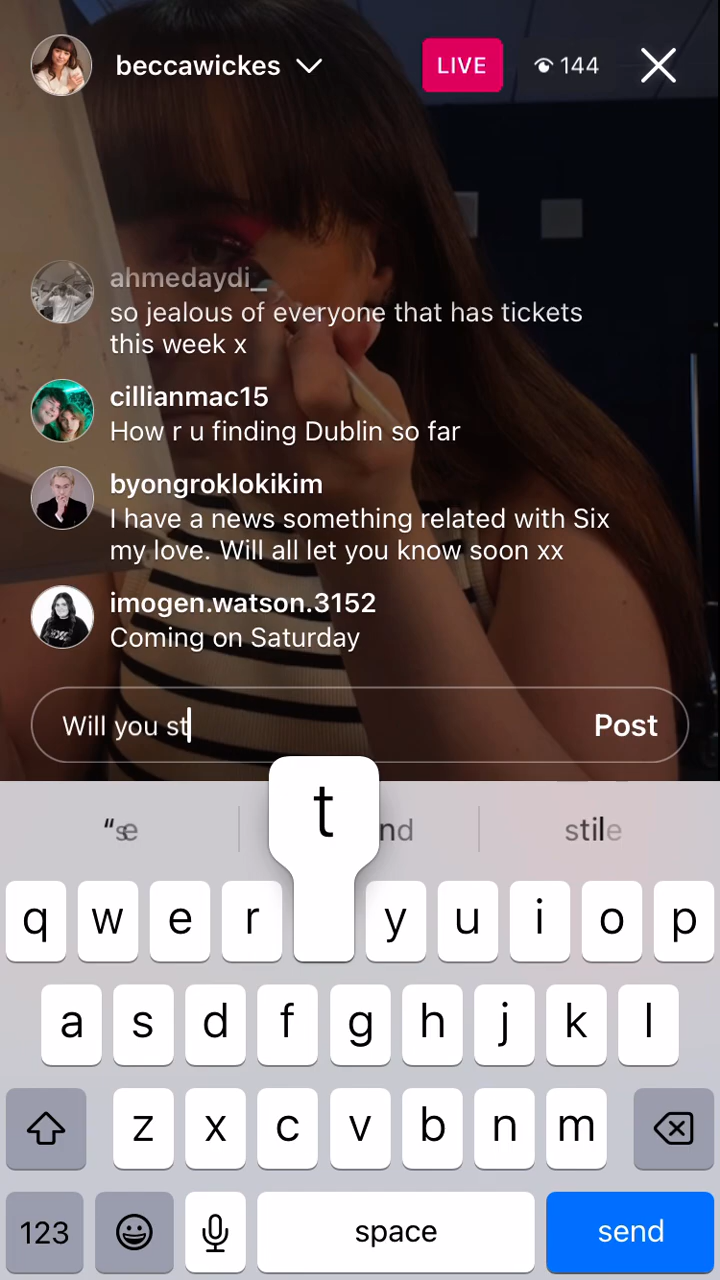 beccawickes
LIVE
144
ahmedaydi_
so jealous of everyone that has tickets
this week x
cillianmac15
How r u finding Dublin so far
byongroklokikim
I have a news something related with Six
my love. Will all let you know soon xx
imogen.watson.3152
Coming on Saturday
Will you st
Post
t
stile
q w e r y u i o p
a s d f g h j k l
z x c v b n m
123
space
send